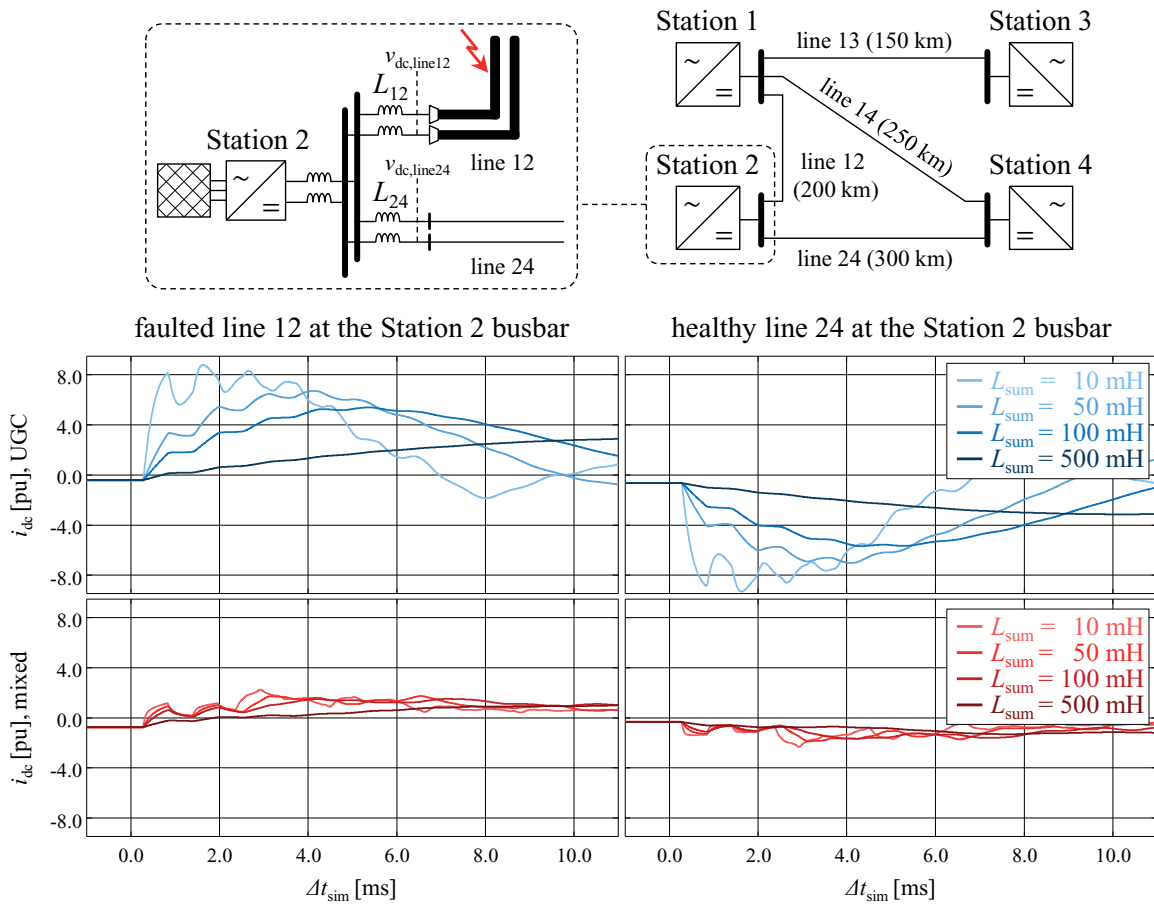 Station 1
Station 3
line 13 (150 km)
line 14 (250 km)
line 12
(200 km)
Station 2
Station 4
line 24 (300 km)
v_dc,line12
L_12
Station 2
line 12
v_dc,line24
L_24
line 24
~
=
~
=
~
=
~
=
~
=
faulted line 12 at the Station 2 busbar
healthy line 24 at the Station 2 busbar
i_dc [pu], UGC
8.0
4.0
0.0
-4.0
-8.0
L_sum = 10 mH
L_sum = 50 mH
L_sum = 100 mH
L_sum = 500 mH
i_dc [pu], mixed
8.0
4.0
0.0
-4.0
-8.0
L_sum = 10 mH
L_sum = 50 mH
L_sum = 100 mH
L_sum = 500 mH
0.0 2.0 4.0 6.0 8.0 10.0
0.0 2.0 4.0 6.0 8.0 10.0
Δt_sim [ms]
Δt_sim [ms]